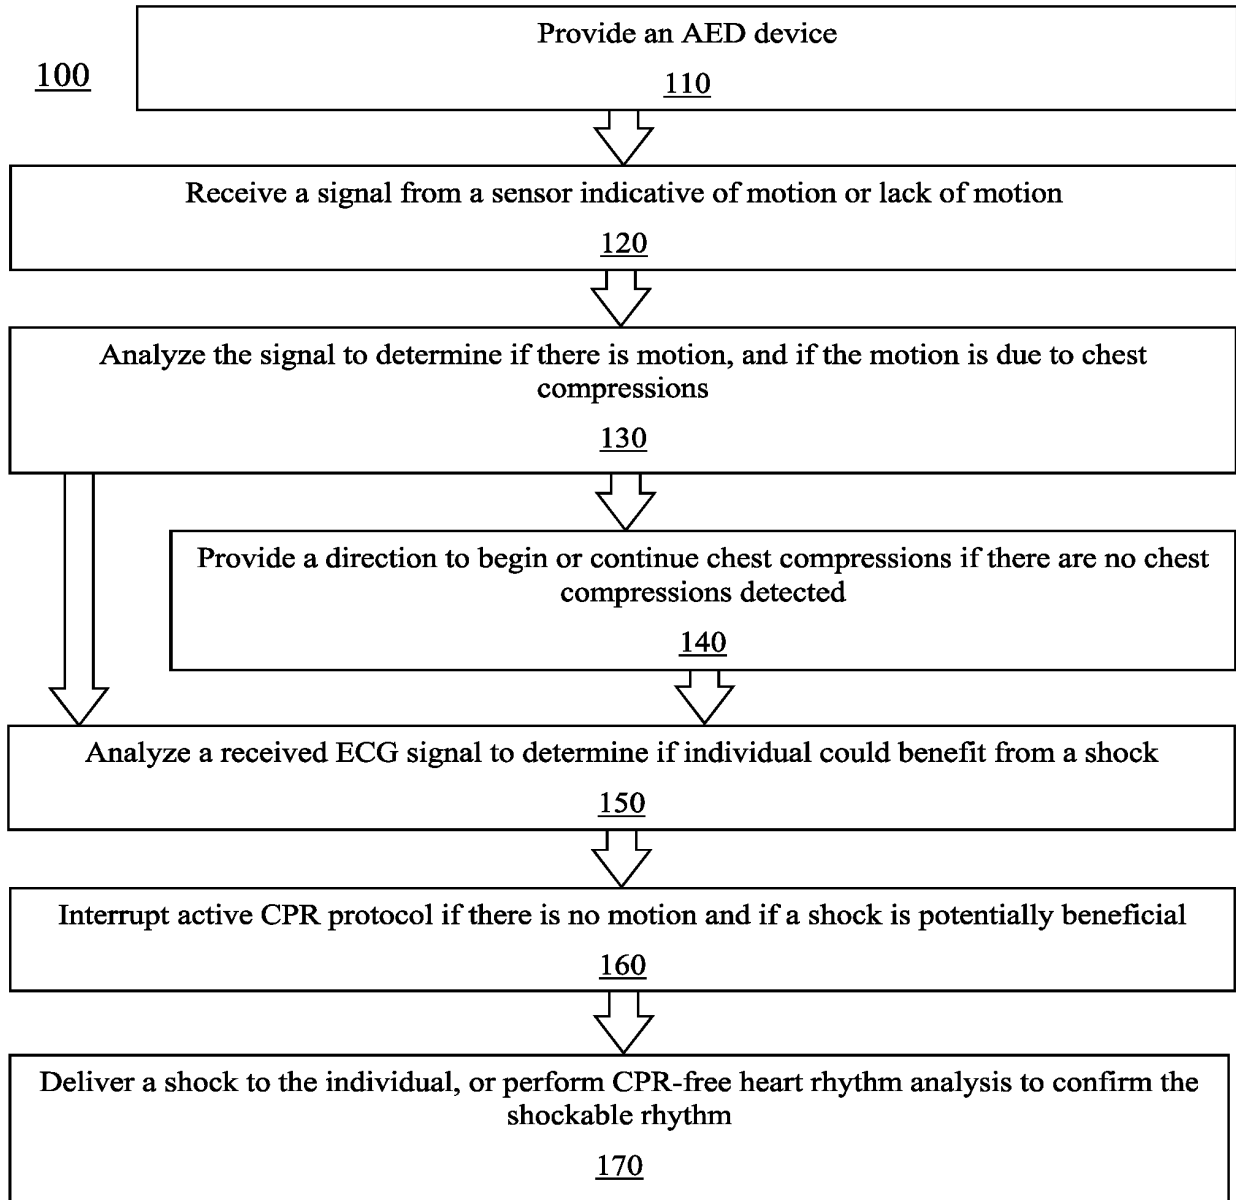 Provide an AED device
100
110
Receive a signal from a sensor indicative of motion or lack of motion
120
Analyze the signal to determine if there is motion, and if the motion is due to chest
compressions
130
Provide a direction to begin or continue chest compressions if there are no chest
compressions detected
140
Analyze a received ECG signal to determine if individual could benefit from a shock
150
Interrupt active CPR protocol if there is no motion and if a shock is potentially beneficial
160
Deliver a shock to the individual, or perform CPR-free heart rhythm analysis to confirm the
shockable rhythm
170